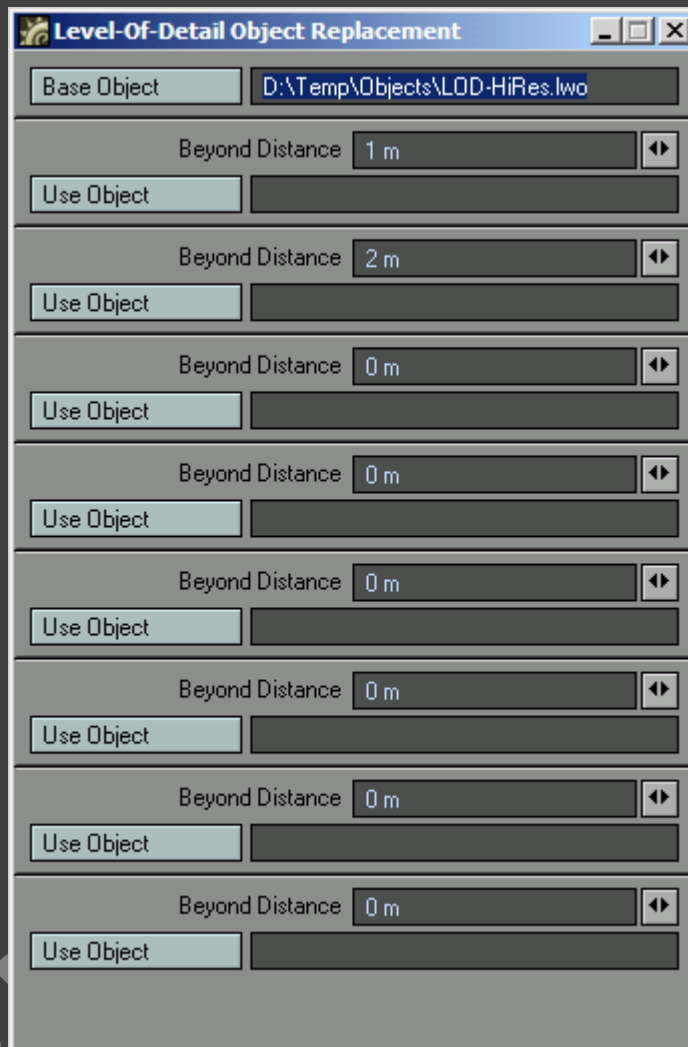 Level-Of-Detail Object Replacement
Base Object D:\Temp\Objects\LOD-HiRes.lwo
Beyond Distance 1 m
Use Object
Beyond Distance 2 m
Use Object
Beyond Distance 0 m
Use Object
Beyond Distance 0 m
Use Object
Beyond Distance 0 m
Use Object
Beyond Distance 0 m
Use Object
Beyond Distance 0 m
Use Object
Beyond Distance 0 m
Use Object